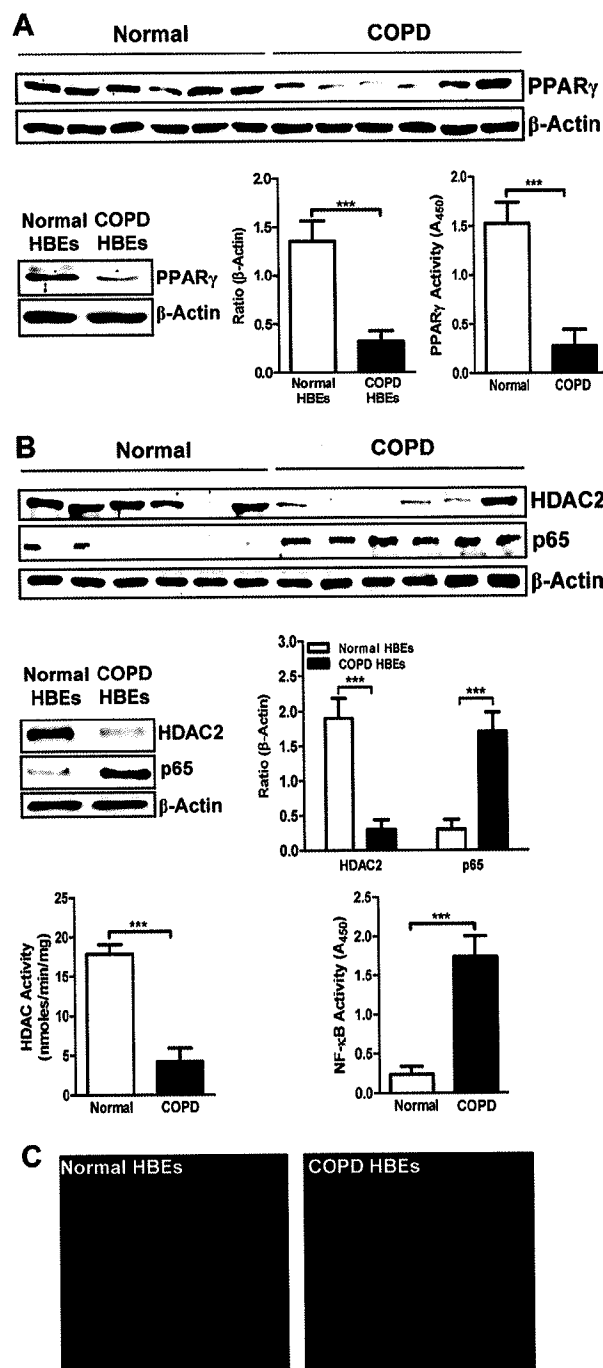 A
Normal COPD
PPARγ
β-Actin
Normal COPD
HBEs HBEs
PPARγ
β-Actin
Ratio (β-Actin)
2.0
1.5
1.0
0.5
0.0
***
Normal COPD
HBEs HBEs
PPARγ Activity (A450)
2.0
1.5
1.0
0.5
0.0
***
Normal COPD
B
Normal COPD
HDAC2
p65
β-Actin
Normal COPD
HBEs HBEs
HDAC2
p65
β-Actin
Ratio (β-Actin)
3.0
2.5
2.0
1.5
1.0
0.5
0.0
Normal HBEs
COPD HBEs
***
***
HDAC2 p65
HDAC Activity
(nmoles/min/mg)
25
20
15
10
5
0
***
Normal COPD
NF-κB Activity (A450)
2.5
2.0
1.5
1.0
0.5
0.0
***
Normal COPD
C
Normal HBEs
COPD HBEs